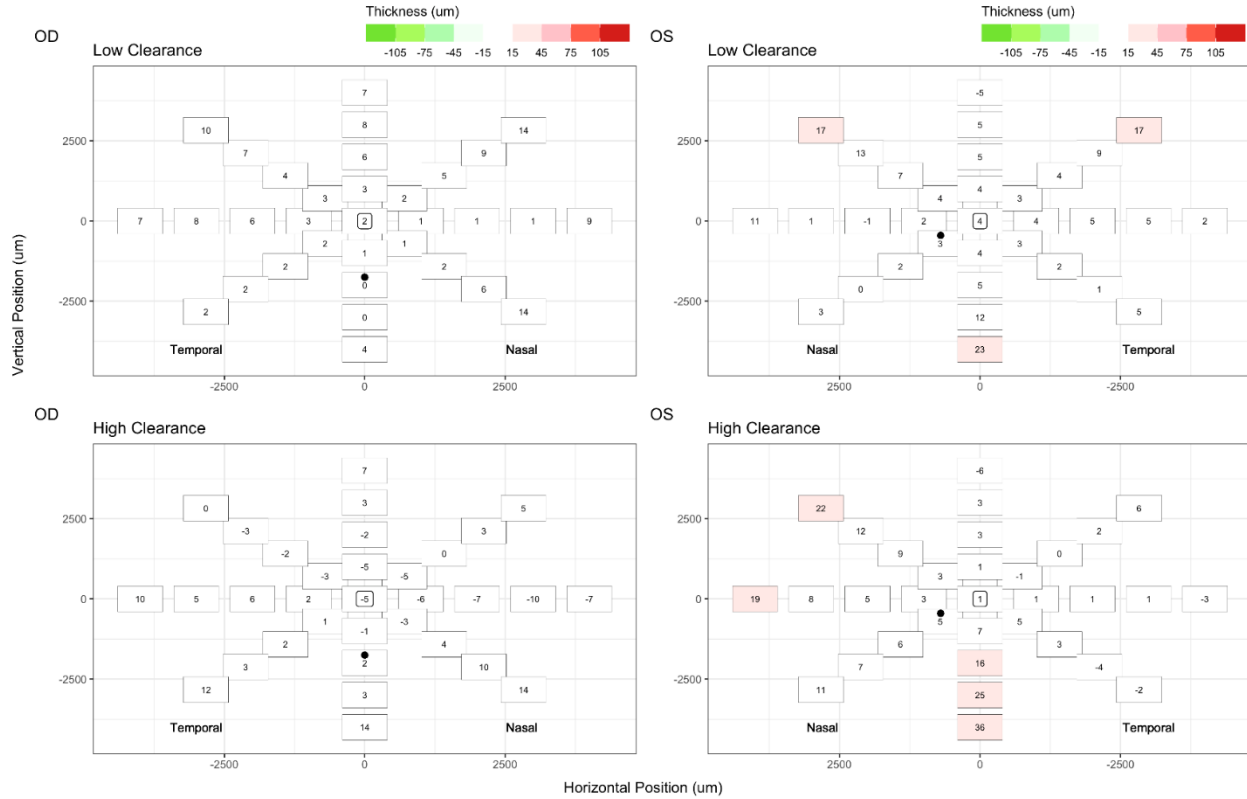 Thickness (um)
-105 -75 -45 -15 15 45 75 105
Thickness (um)
-105 -75 -45 -15 15 45 75 105
OD
Low Clearance
OS
Low Clearance
7
8
10 14
7 6 9
4 5
3 3 2
7 8 6 3 2 1 1 1 9
2 1 1
2 2
2 0 6
2 0 14
4
Temporal Nasal
2500
0
-2500
-2500 0 2500
-5
17 5 17
13 5 9
7 4
4 4 3
11 1 -1 2 4 4 5 5 2
3 4 3
2 2
0 5 1
3 12 5
23
Nasal Temporal
2500 0 -2500
OD
High Clearance
OS
High Clearance
7
0 3 5
-3 -2 3
-2 0
-3 -5 -5
10 5 6 2 -5 -6 -7 -10 -7
1 -1 -3
2 4
3 2 10
12 3 14
14
Temporal Nasal
2500
0
-2500
-2500 0 2500
-6
22 3 6
12 3 2
9 0
3 1 -1
19 8 5 3 1 1 1 1 -3
5 7 5
6 3
7 16 -4
11 25 -2
36
Nasal Temporal
2500 0 -2500
Vertical Position (um)
Horizontal Position (um)